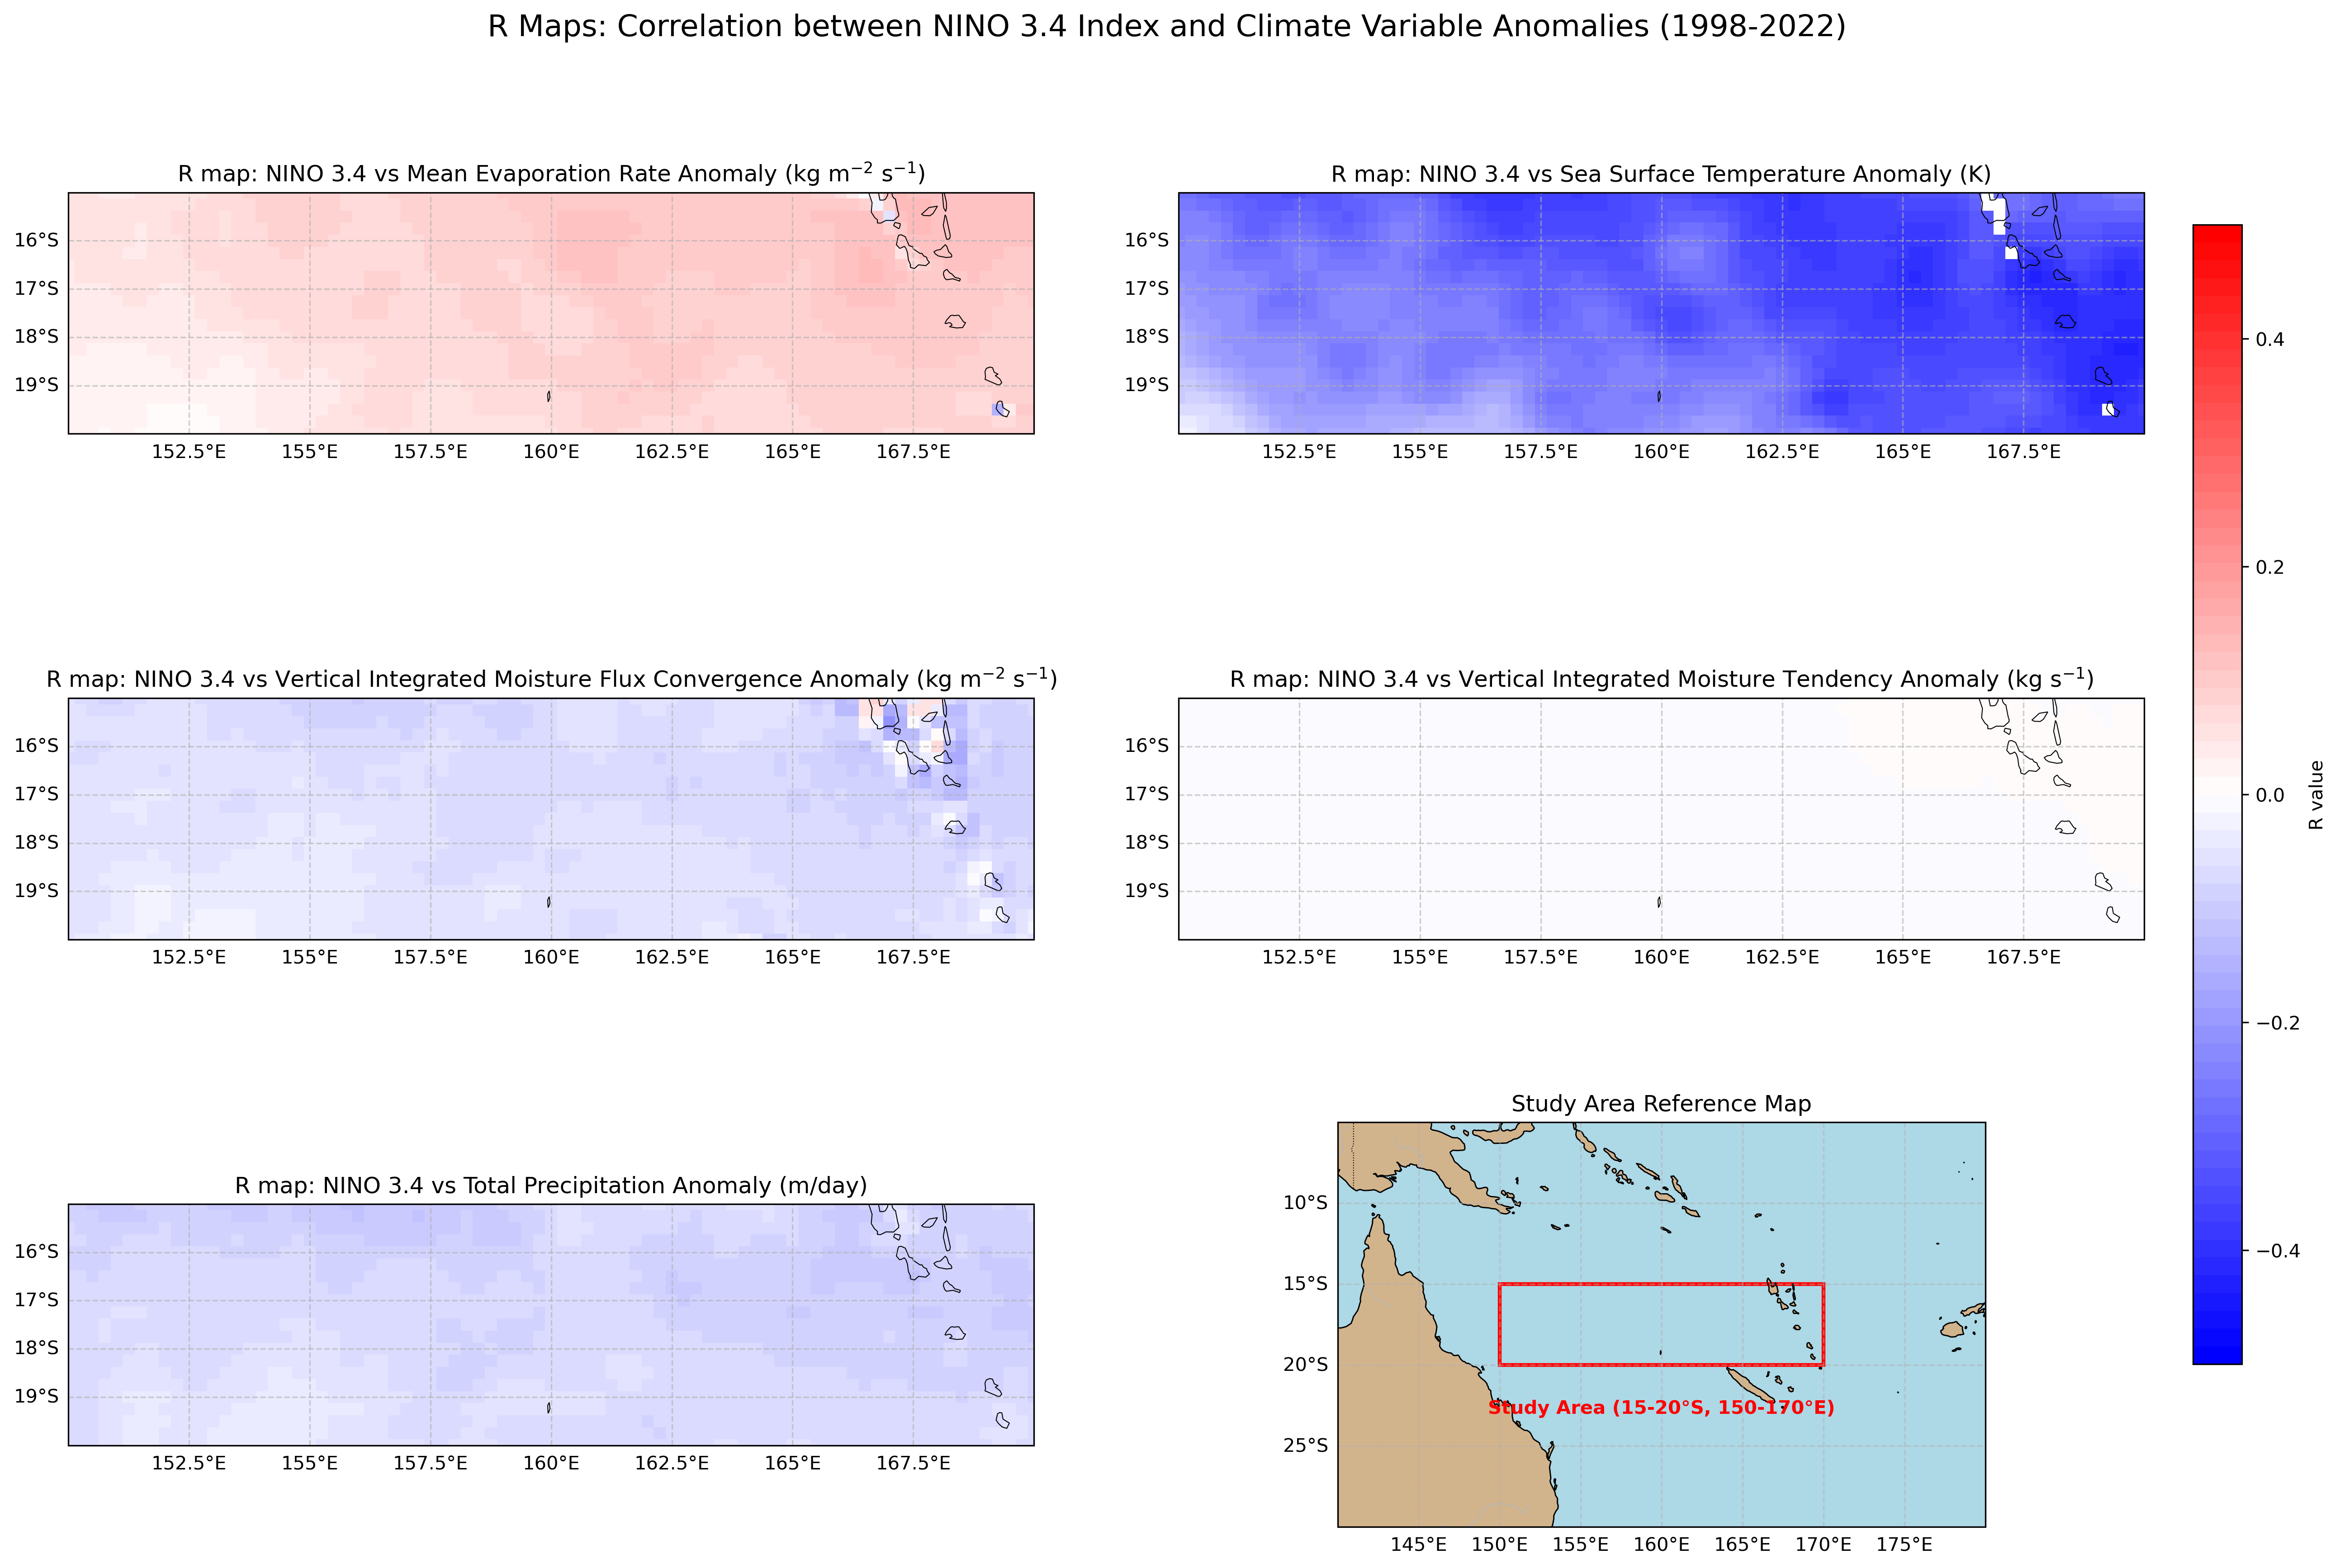 R Maps: Correlation between NINO 3.4 Index and Climate Variable Anomalies (1998-2022)
R map: NINO 3.4 vs Mean Evaporation Rate Anomaly (kg m⁻² s⁻¹)
16°S
17°S
18°S
19°S
152.5°E 155°E 157.5°E 160°E 162.5°E 165°E 167.5°E
R map: NINO 3.4 vs Sea Surface Temperature Anomaly (K)
16°S
17°S
18°S
19°S
152.5°E 155°E 157.5°E 160°E 162.5°E 165°E 167.5°E
R map: NINO 3.4 vs Vertical Integrated Moisture Flux Convergence Anomaly (kg m⁻² s⁻¹)
16°S
17°S
18°S
19°S
152.5°E 155°E 157.5°E 160°E 162.5°E 165°E 167.5°E
R map: NINO 3.4 vs Vertical Integrated Moisture Tendency Anomaly (kg s⁻¹)
16°S
17°S
18°S
19°S
152.5°E 155°E 157.5°E 160°E 162.5°E 165°E 167.5°E
R map: NINO 3.4 vs Total Precipitation Anomaly (m/day)
16°S
17°S
18°S
19°S
152.5°E 155°E 157.5°E 160°E 162.5°E 165°E 167.5°E
Study Area Reference Map
10°S
15°S
20°S
Study Area (15-20°S, 150-170°E)
25°S
145°E 150°E 155°E 160°E 165°E 170°E 175°E
0.4
0.2
0.0
−0.2
−0.4
R value